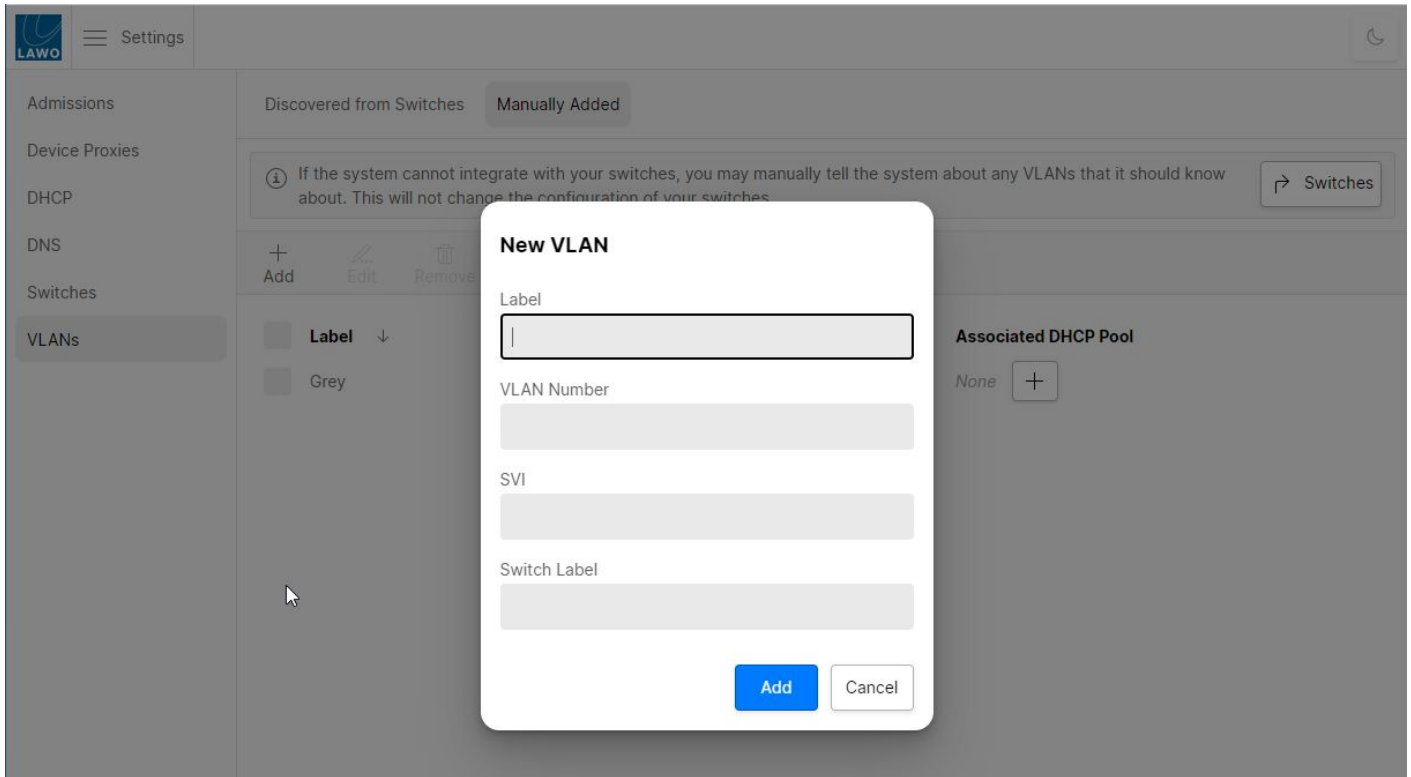 LAWO
Settings
Admissions
Device Proxies
DHCP
DNS
Switches
VLANs
Discovered from Switches
Manually Added
If the system cannot integrate with your switches, you may manually tell the system about any VLANs that it should know
about. This will not change the configuration of your switches
Switches
Add
Edit
Remove
Label
Associated DHCP Pool
Grey
None
New VLAN
Label
VLAN Number
SVI
Switch Label
Add
Cancel